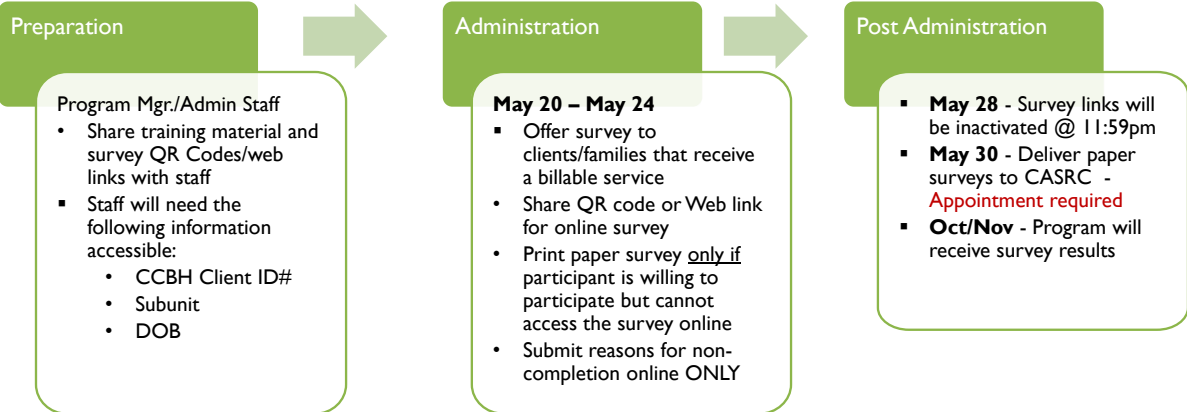 Preparation
Program Mgr./Admin Staff
• Share training material and
survey QR Codes/web
links with staff
▪ Staff will need the
following information
accessible:
• CCBH Client ID#
• Subunit
• DOB
Administration
May 20 – May 24
▪ Offer survey to
clients/families that receive
a billable service
• Share QR code or Web link
for online survey
• Print paper survey only if
participant is willing to
participate but cannot
access the survey online
• Submit reasons for non-
completion online ONLY
Post Administration
▪ May 28 - Survey links will
be inactivated @ 11:59pm
▪ May 30 - Deliver paper
surveys to CASRC -
Appointment required
▪ Oct/Nov - Program will
receive survey results